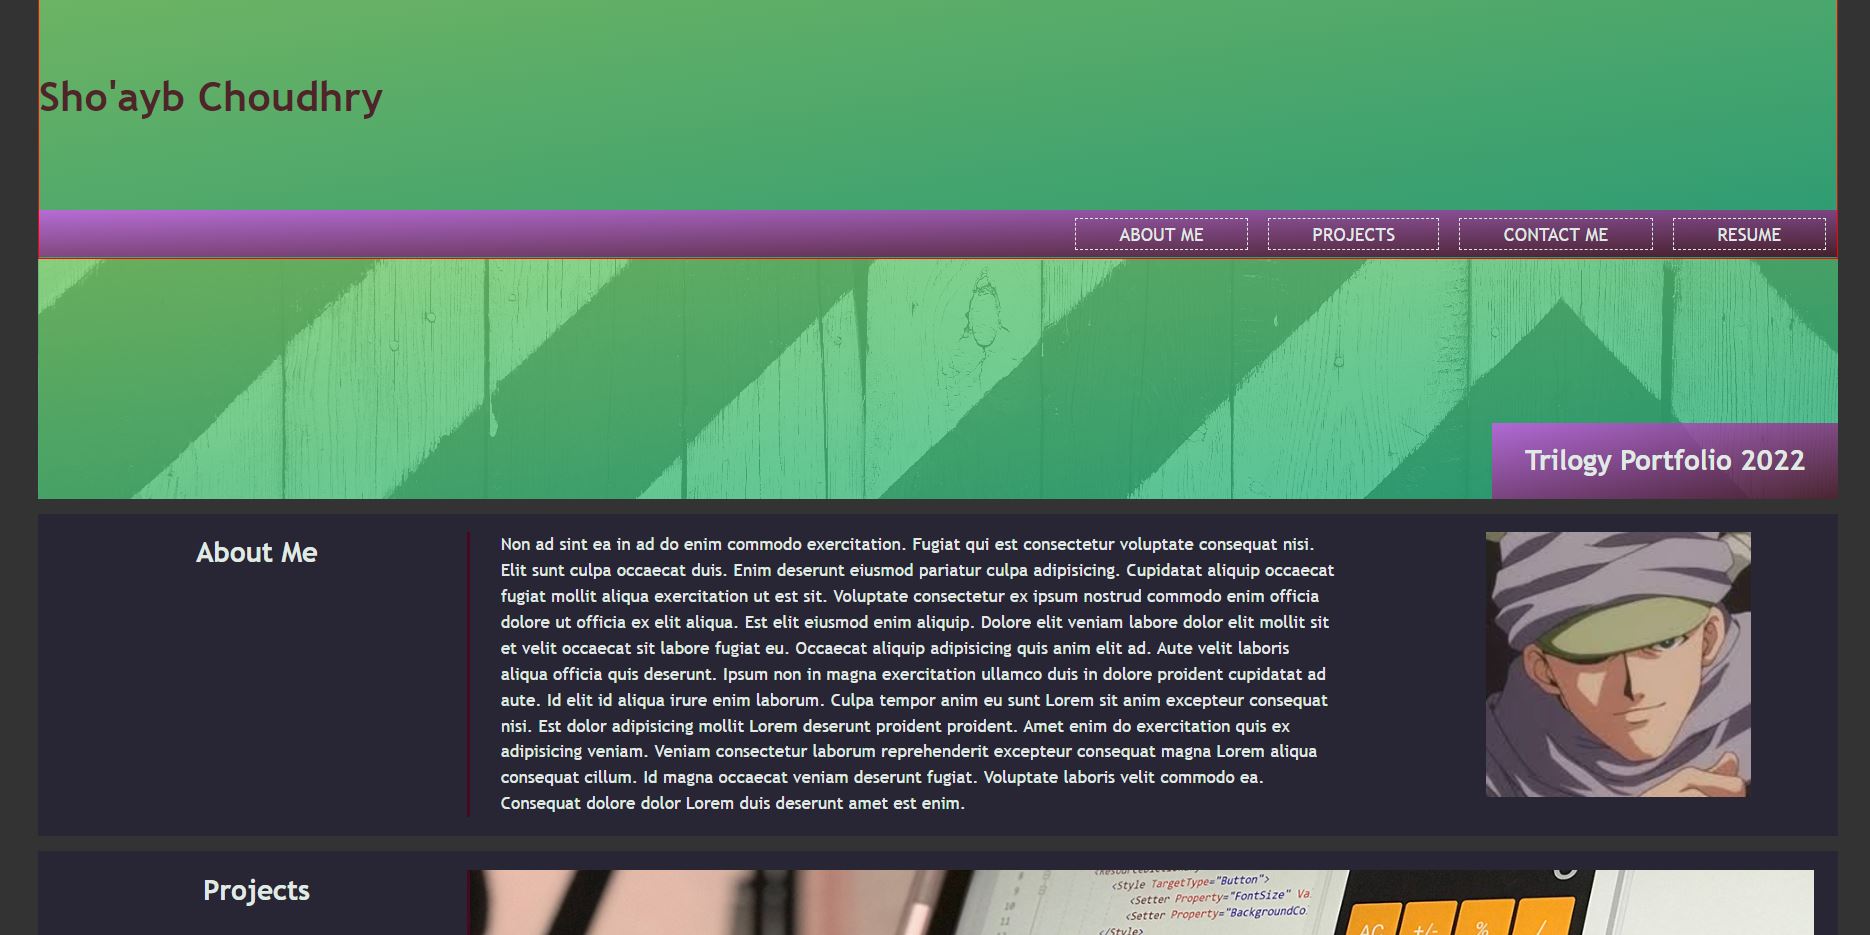 Sho'ayb Choudhry
ABOUT ME
PROJECTS
CONTACT ME
RESUME
Trilogy Portfolio 2022
About Me
Non ad sint ea in ad do enim commodo exercitation. Fugiat qui est consectetur voluptate consequat nisi.
Elit sunt culpa occaecat duis. Enim deserunt eiusmod pariatur culpa adipisicing. Cupidatat aliquip occaecat
fugiat mollit aliqua exercitation ut est sit. Voluptate consectetur ex ipsum nostrud commodo enim officia
dolore ut officia ex elit aliqua. Est elit eiusmod enim aliquip. Dolore elit veniam labore dolor elit mollit sit
et velit occaecat sit labore fugiat eu. Occaecat aliquip adipisicing quis anim elit ad. Aute velit laboris
aliqua officia quis deserunt. Ipsum non in magna exercitation ullamco duis in dolore proident cupidatat ad
aute. Id elit id aliqua irure enim laborum. Culpa tempor anim eu sunt Lorem sit anim excepteur consequat
nisi. Est dolor adipisicing mollit Lorem deserunt proident proident. Amet enim do exercitation quis ex
adipisicing veniam. Veniam consectetur laborum reprehenderit excepteur consequat magna Lorem aliqua
consequat cillum. Id magna occaecat veniam deserunt fugiat. Voluptate laboris velit commodo ea.
Consequat dolore dolor Lorem duis deserunt amet est enim.
Projects
8
9 <Style TargetType="Button">
10 <Setter Property="FontSize" Va
11 <Setter Property="BackgroundCo
</Style>
AC +/- % /